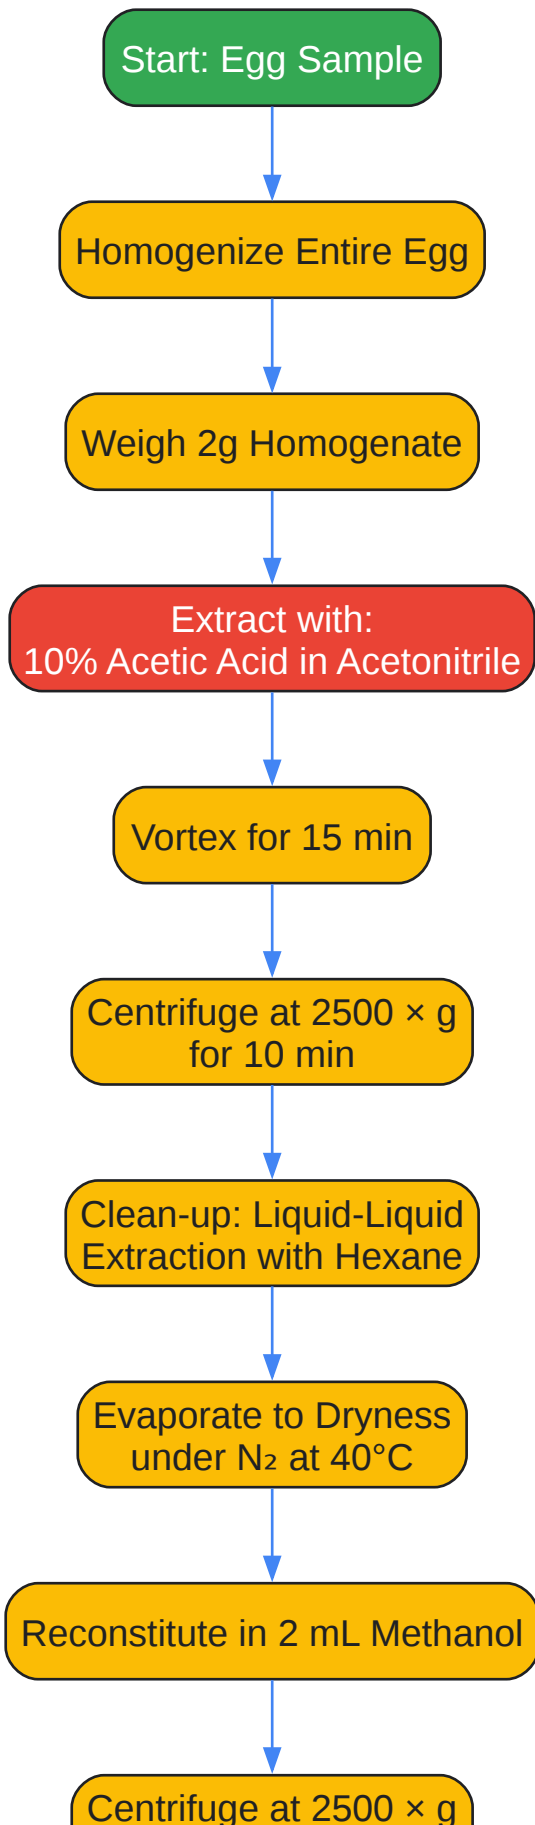 Start: Egg Sample
Homogenize Entire Egg
Weigh 2g Homogenate
Extract with:
10% Acetic Acid in Acetonitrile
Vortex for 15 min
Centrifuge at 2500 × g
for 10 min
Clean-up: Liquid-Liquid
Extraction with Hexane
Evaporate to Dryness
under N₂ at 40°C
Reconstitute in 2 mL Methanol
Centrifuge at 2500 × g